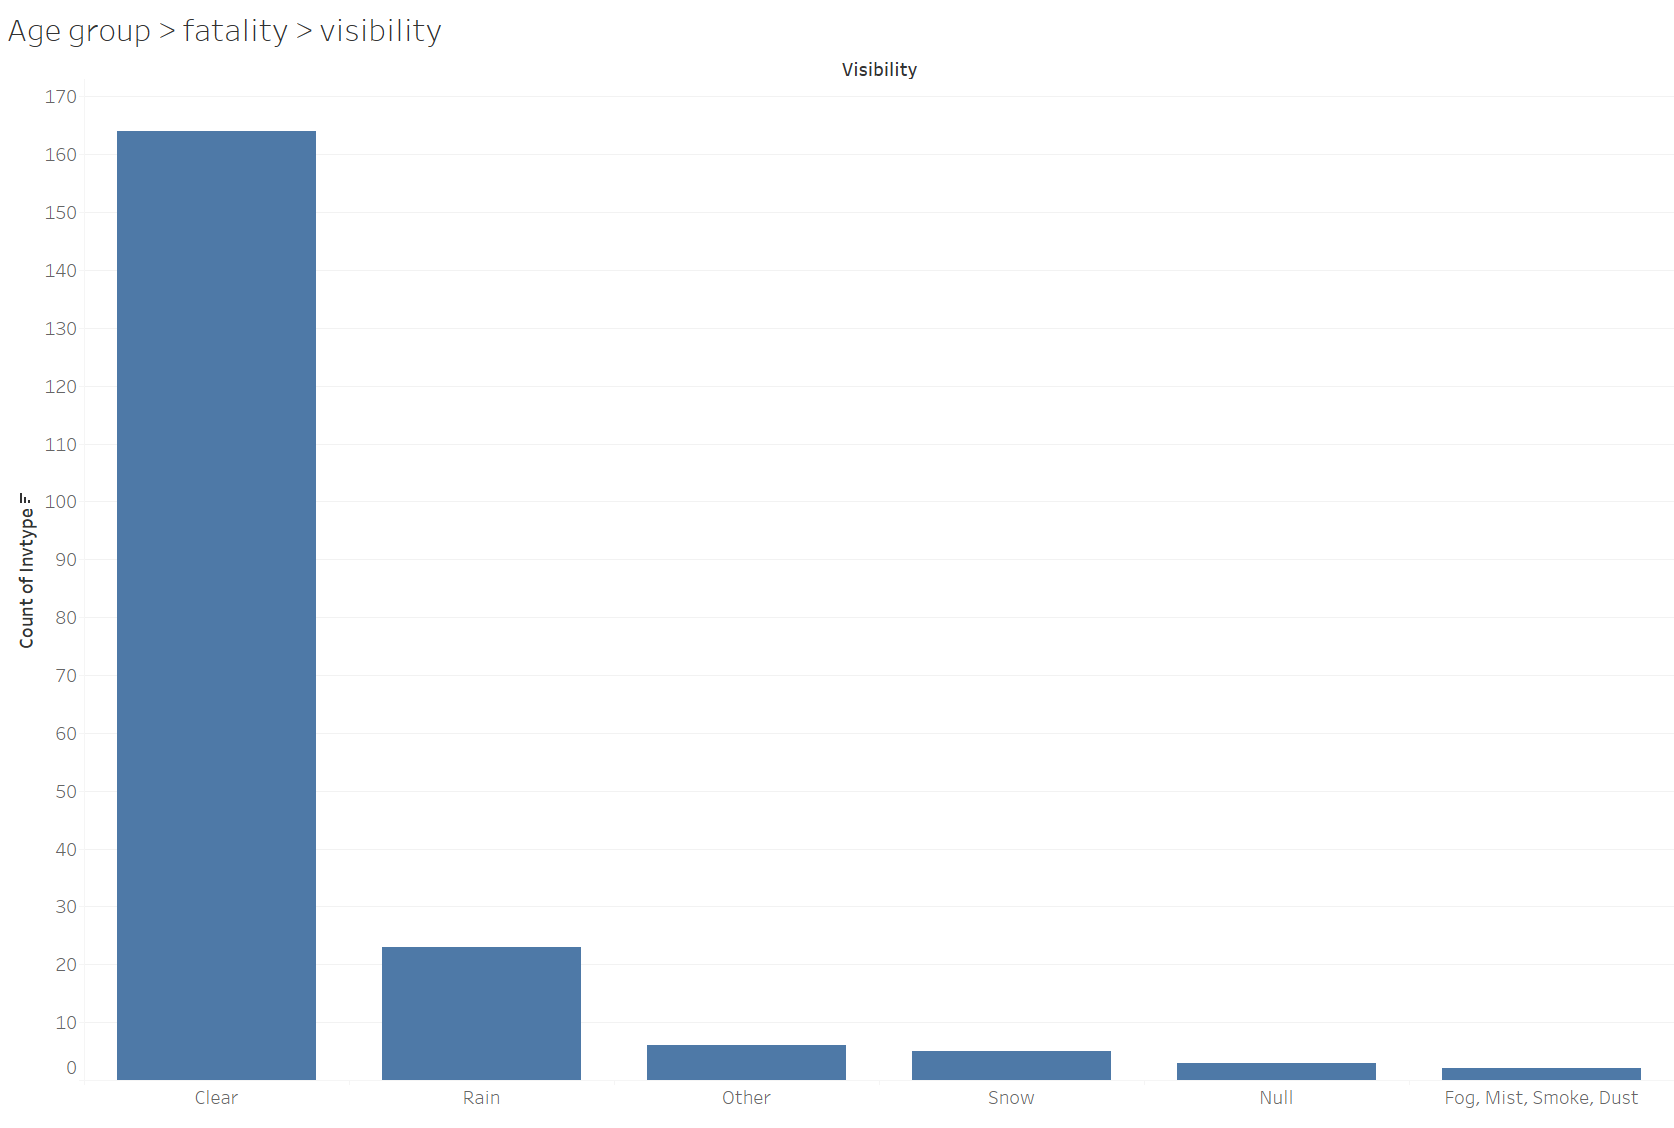 Age group > fatality > visibility
Visibility
170
160
150
140
130
120
110
100
90
80
70
60
50
40
30
20
10
0
Count of Invtype
Clear
Rain
Other
Snow
Null
Fog, Mist, Smoke, Dust